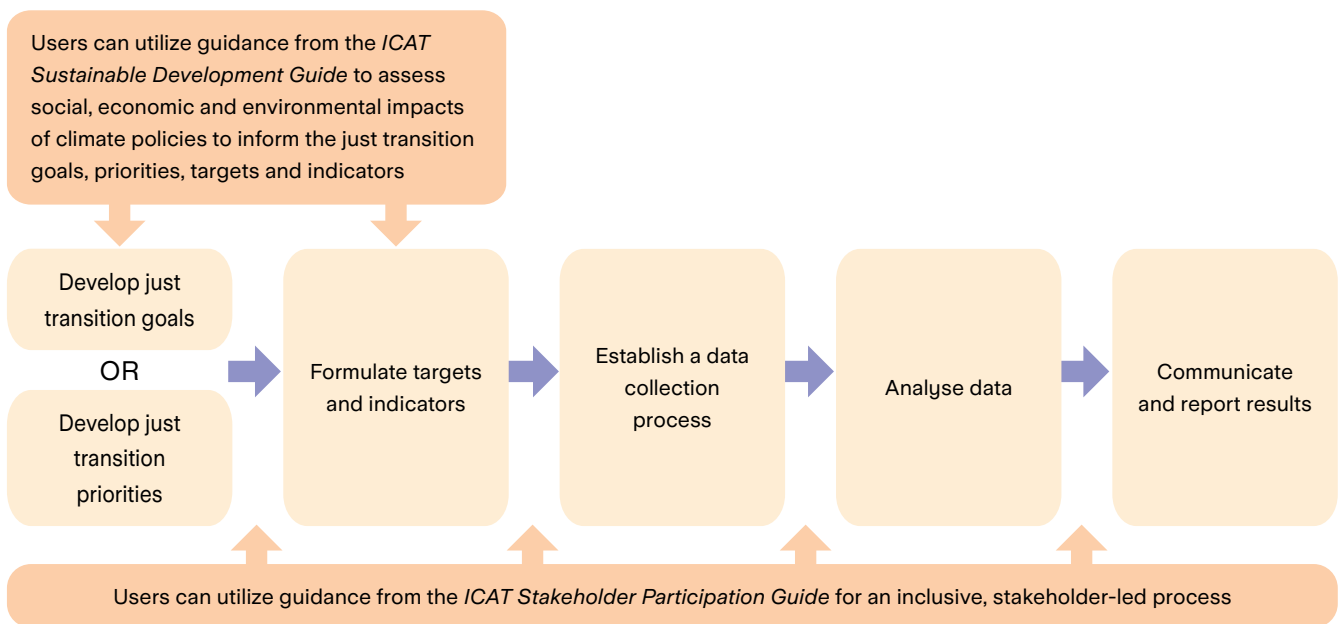 Users can utilize guidance from the ICAT
Sustainable Development Guide to assess
social, economic and environmental impacts
of climate policies to inform the just transition
goals, priorities, targets and indicators
Develop just
transition goals
OR
Develop just
transition
priorities
Formulate targets
and indicators
Establish a data
collection
process
Analyse data
Communicate
and report results
Users can utilize guidance from the ICAT Stakeholder Participation Guide for an inclusive, stakeholder-led process